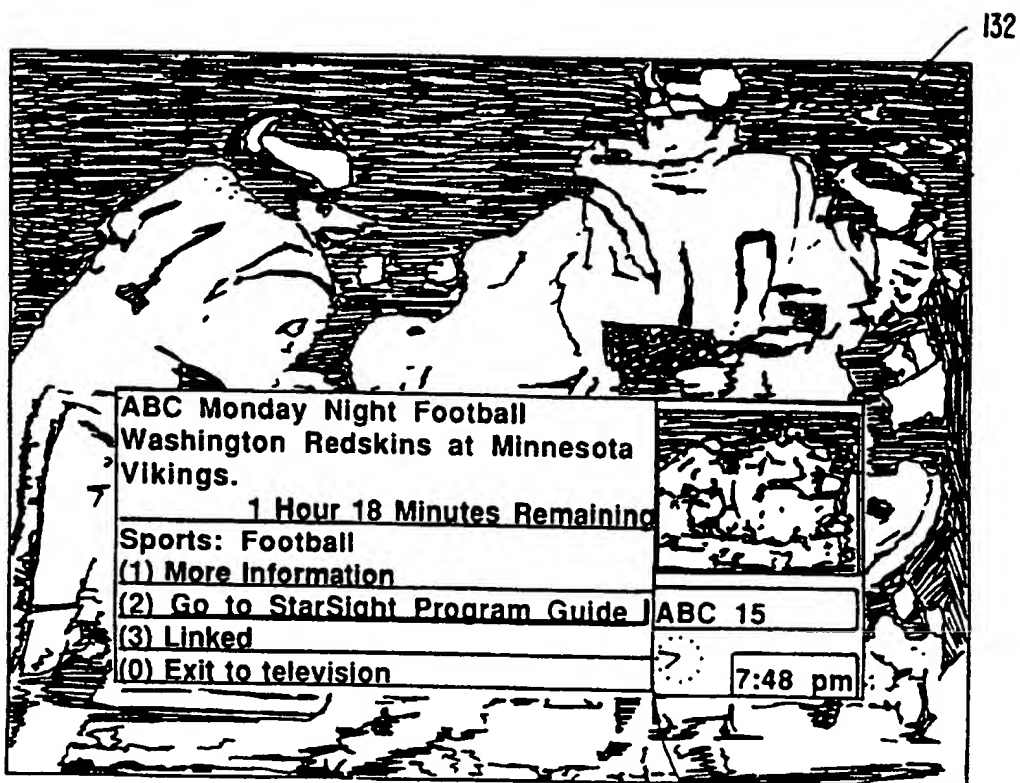 132
ABC Monday Night Football
Washington Redskins at Minnesota
Vikings.
1 Hour 18 Minutes Remaining
Sports: Football
(1) More Information
(2) Go to StarSight Program Guide
ABC 15
(3) Linked
(0) Exit to television
7:48 pm